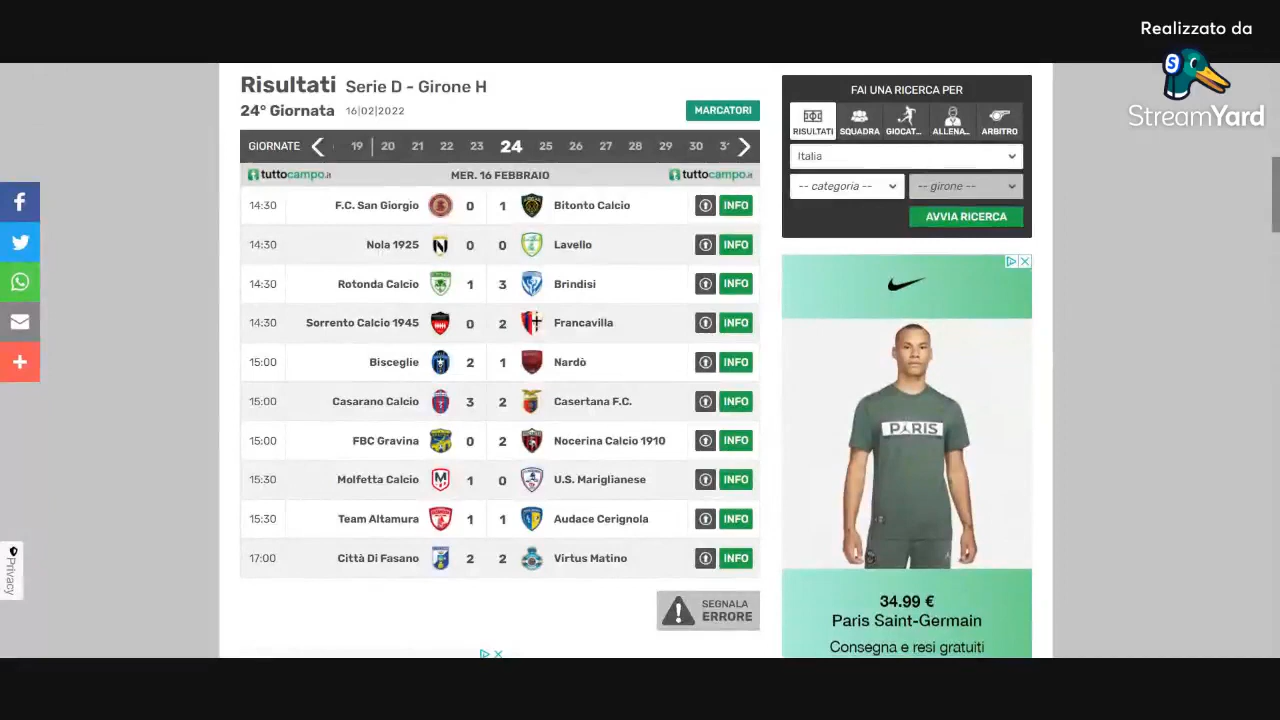 Realizzato da
StreamYard
Risultati Serie D - Girone H
24º Giornata 16|02|2022
MARCATORI
GIORNATE 19 20 21 22 23 24 25 26 27 28 29 30
tuttocampo.it MER. 16 FEBBRAIO tuttocampo.it
14:30 F.C. San Giorgio 0 1 Bitonto Calcio INFO
14:30 Nola 1925 0 0 Lavello INFO
14:30 Rotonda Calcio 1 3 Brindisi INFO
14:30 Sorrento Calcio 1945 0 2 Francavilla INFO
15:00 Bisceglie 2 1 Nardò INFO
15:00 Casarano Calcio 3 2 Casertana F.C. INFO
15:00 FBC Gravina 0 2 Nocerina Calcio 1910 INFO
15:30 Molfetta Calcio 1 0 U.S. Mariglianese INFO
15:30 Team Altamura 1 1 Audace Cerignola INFO
17:00 Città Di Fasano 2 2 Virtus Matino INFO
SEGNALA
ERRORE
FAI UNA RICERCA PER
RISULTATI SQUADRA GIOCAT... ALLENA... ARBITRO
Italia
-- categoria -- -- girone --
AVVIA RICERCA
PARIS
34.99 €
Paris Saint-Germain
Consegna e resi gratuiti
Privacy